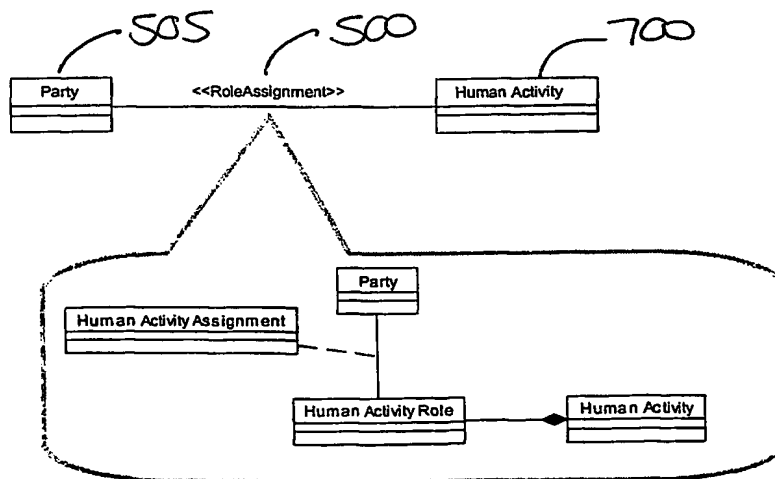 505 500 700
Party <<RoleAssignment>> Human Activity
Party
Human Activity Assignment
Human Activity Role Human Activity